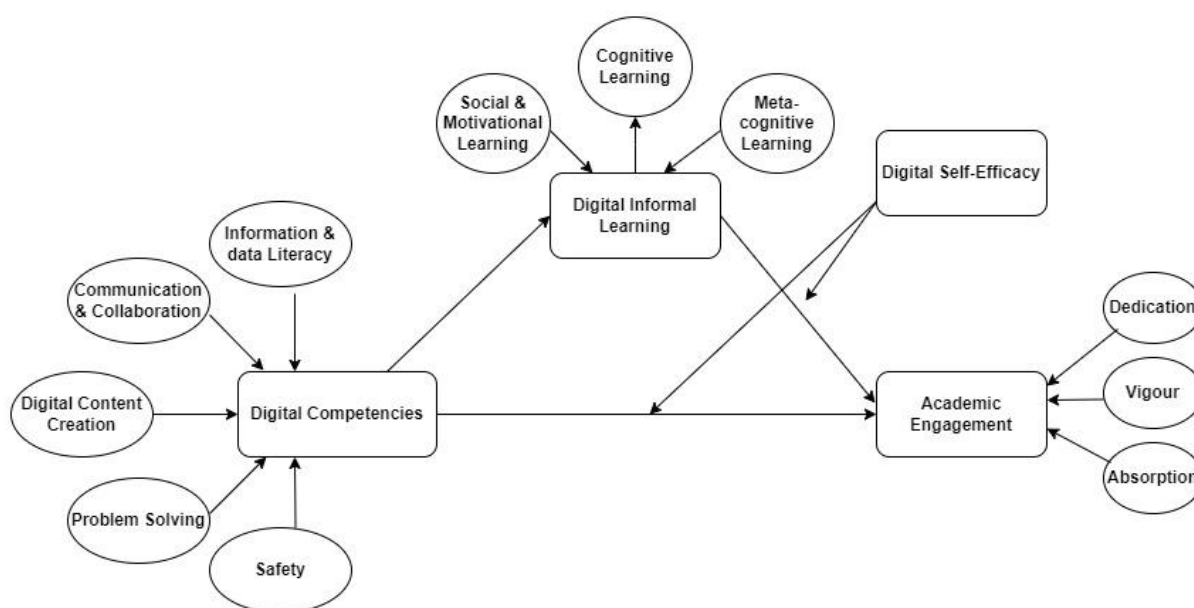 Cognitive
Learning
Social &
Motivational
Learning
Meta-
cognitive
Learning
Digital Self-Efficacy
Digital Informal
Learning
Information &
data Literacy
Communication
& Collaboration
Dedication
Digital Content
Creation
Digital Competencies
Academic
Engagement
Vigour
Absorption
Problem Solving
Safety